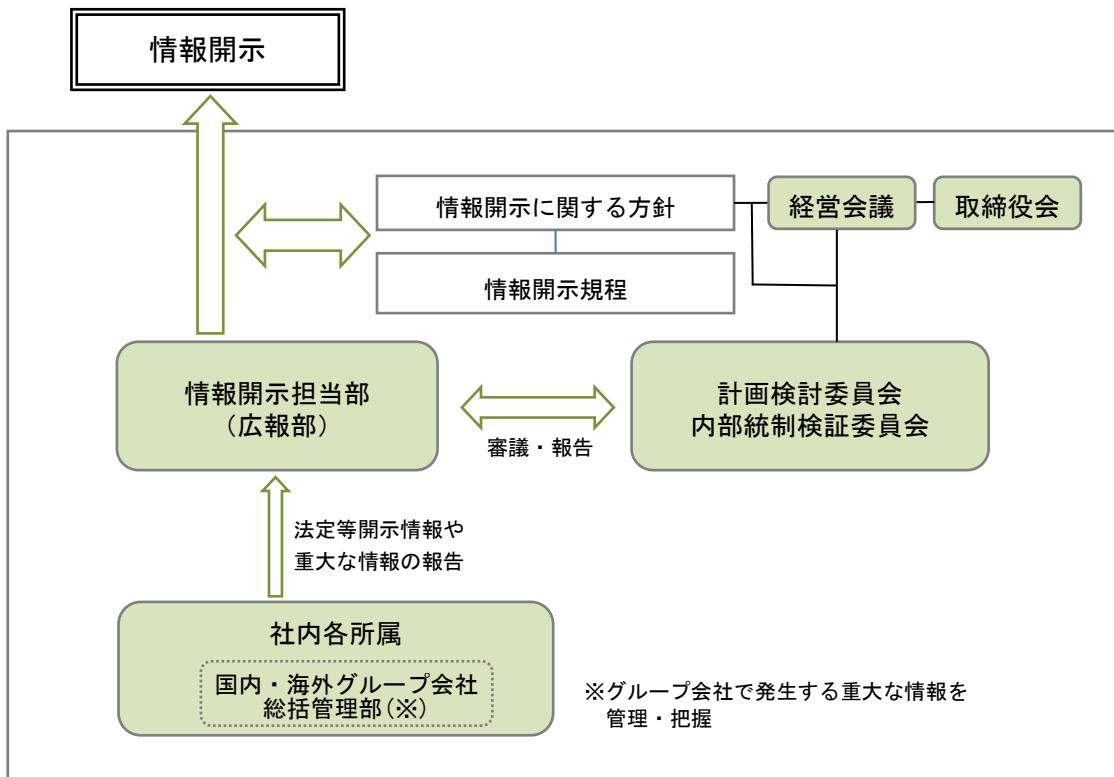 情報開示
情報開示に関する方針
経営会議
取締役会
情報開示規程
情報開示担当部
（広報部）
計画検討委員会
内部統制検証委員会
審議・報告
法定等開示情報や
重大な情報の報告
社内各所属
国内・海外グループ会社
総括管理部(※)
※グループ会社で発生する重大な情報を
管理・把握